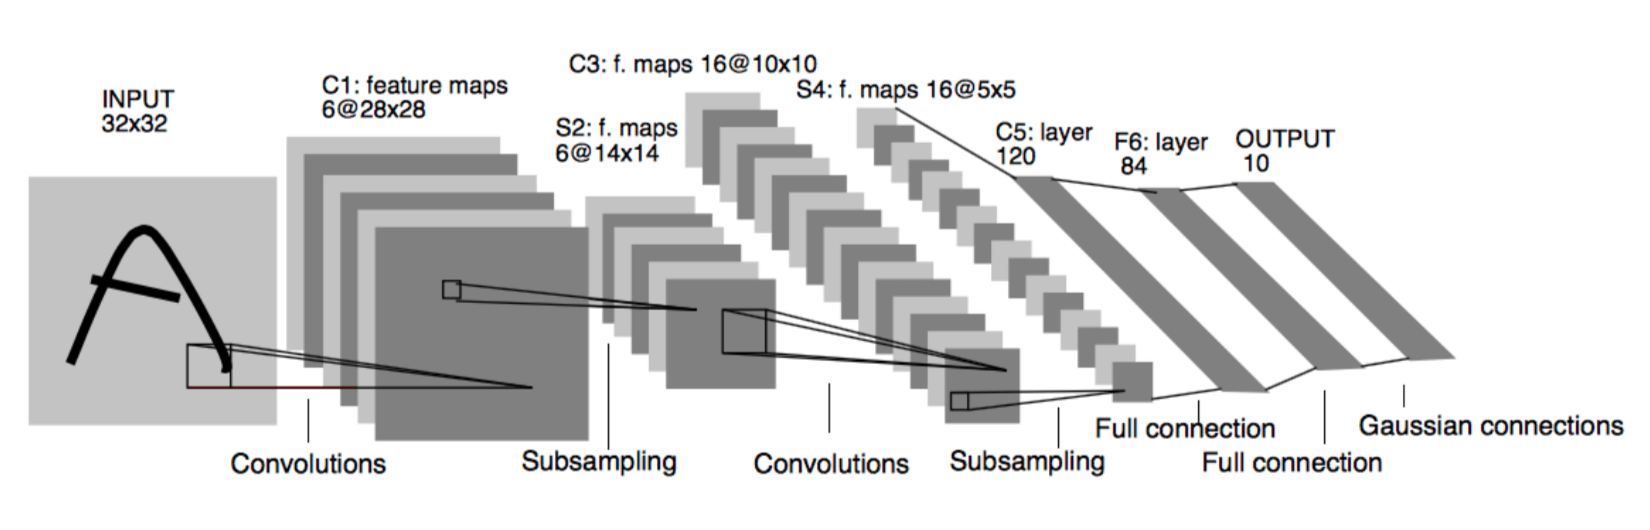 INPUT
32x32
C1: feature maps
6@28x28
S2: f. maps
6@14x14
C3: f. maps 16@10x10
S4: f. maps 16@5x5
C5: layer
120
F6: layer
84
OUTPUT
10
Convolutions
Subsampling
Convolutions
Subsampling
Full connection
Full connection
Gaussian connections